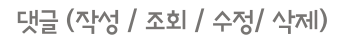 댓글 (작성 / 조회 / 수정/ 삭제)